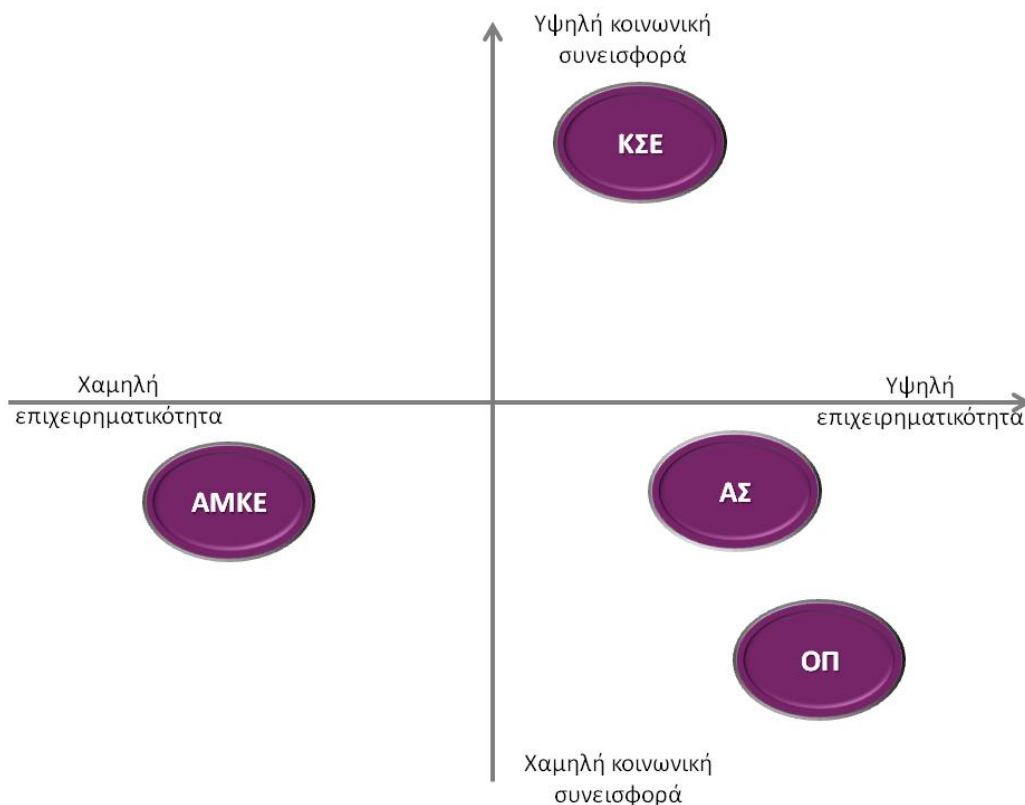 Υψηλή κοινωνική
συνεισφορά
ΚΣΕ
Χαμηλή
επιχειρηματικότητα
Υψηλή
επιχειρηματικότητα
ΑΜΚΕ
ΑΣ
ΟΠ
Χαμηλή κοινωνική
συνεισφορά